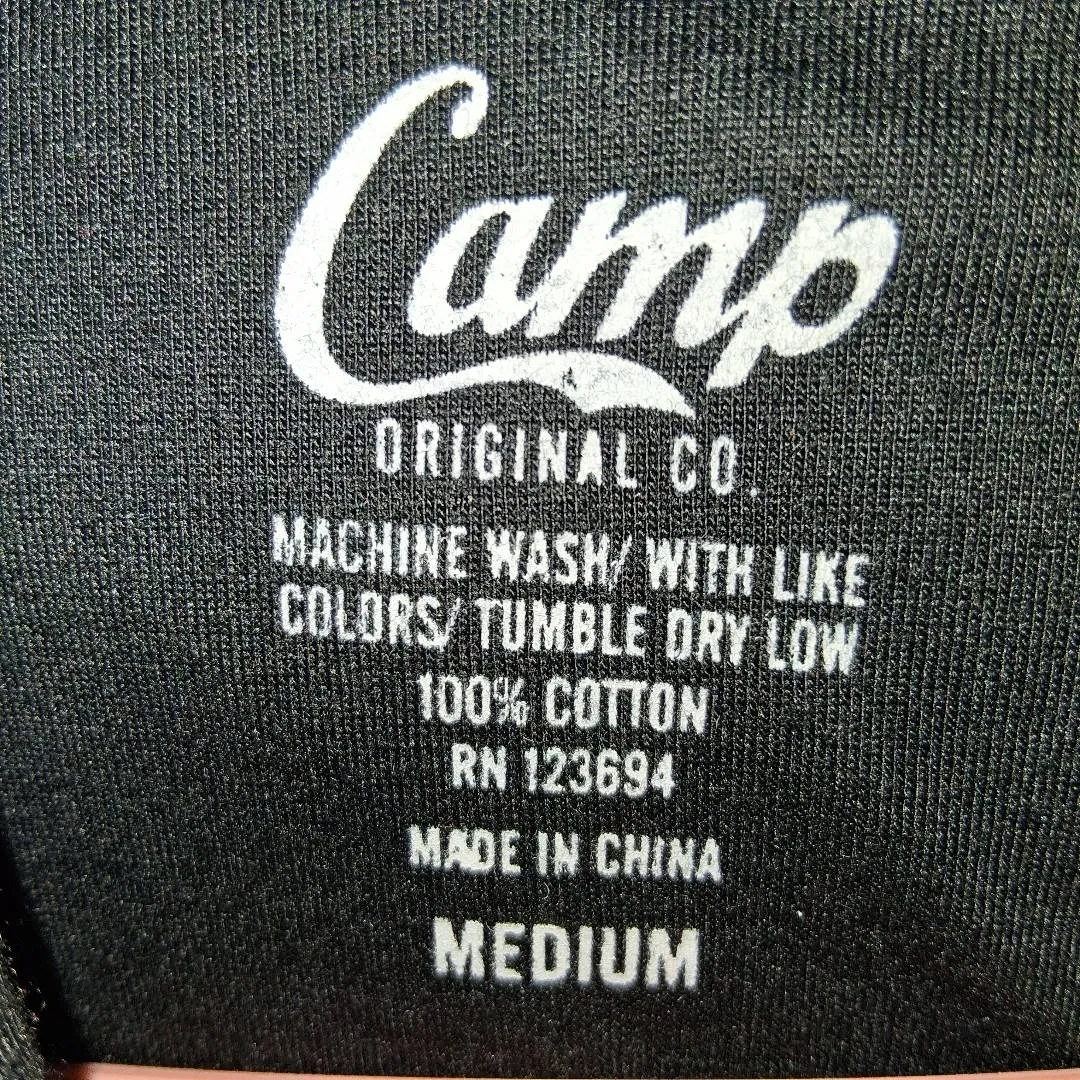 Camp
ORIGINAL CO.
MACHINE WASH/ WITH LIKE
COLORS/ TUMBLE DRY LOW
100% COTTON
RN 123694
MADE IN CHINA
MEDIUM